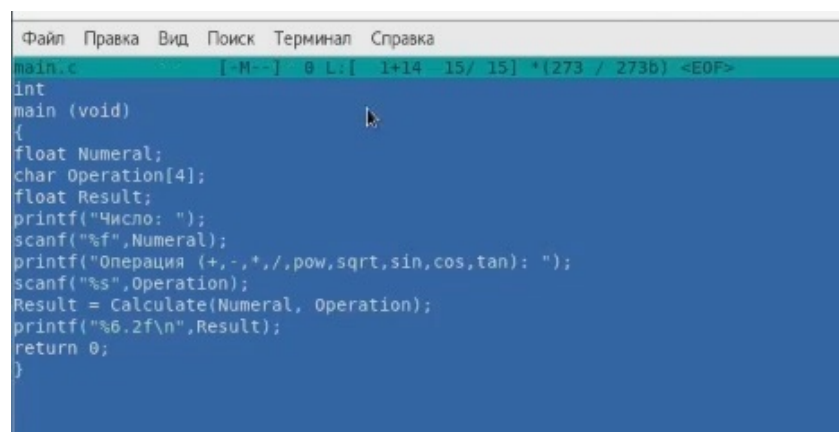 Файл Правка Вид Поиск Терминал Справка
main.c [-M--] 0 L:[ 1+14 15/ 15] *(273 / 273b) <EOF>
int
main (void)
{
float Numeral;
char Operation[4];
float Result;
printf("Число: ");
scanf("%f",Numeral);
printf("Операция (+,-,*,/,pow,sqrt,sin,cos,tan): ");
scanf("%s",Operation);
Result = Calculate(Numeral, Operation);
printf("%6.2f\n",Result);
return 0;
}